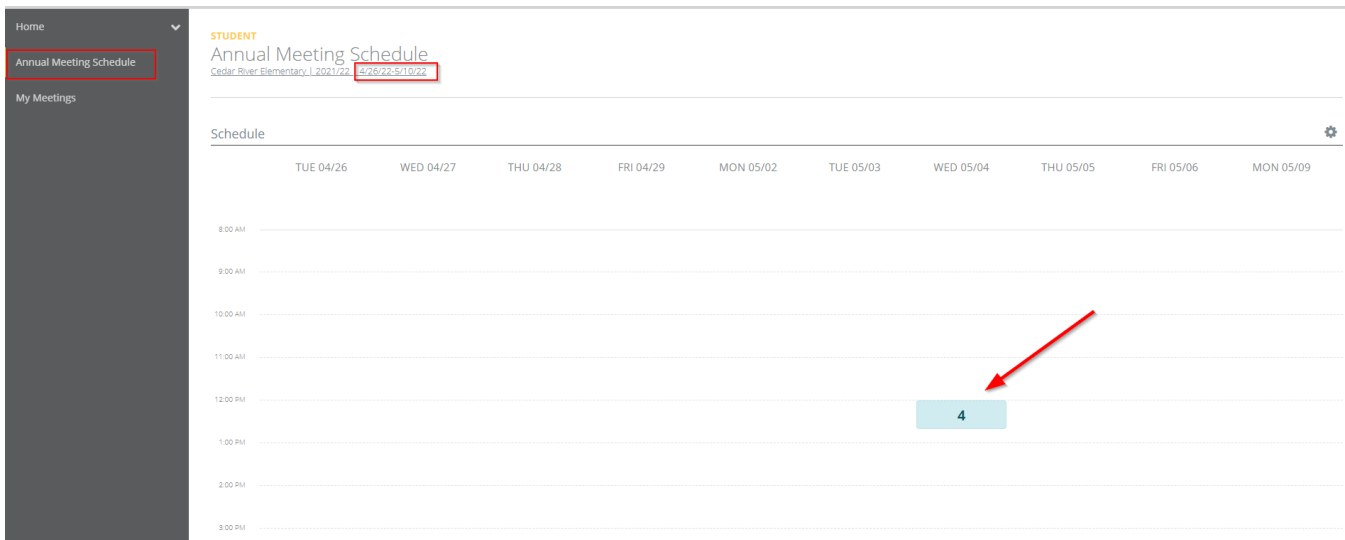 Home
Annual Meeting Schedule
My Meetings
STUDENT
Annual Meeting Schedule
Cedar River Elementary | 2021/22 | 4/26/22-5/10/22
Schedule
TUE 04/26 WED 04/27 THU 04/28 FRI 04/29 MON 05/02 TUE 05/03 WED 05/04 THU 05/05 FRI 05/06 MON 05/09
8:00 AM
9:00 AM
10:00 AM
11:00 AM
12:00 PM
4
1:00 PM
2:00 PM
3:00 PM